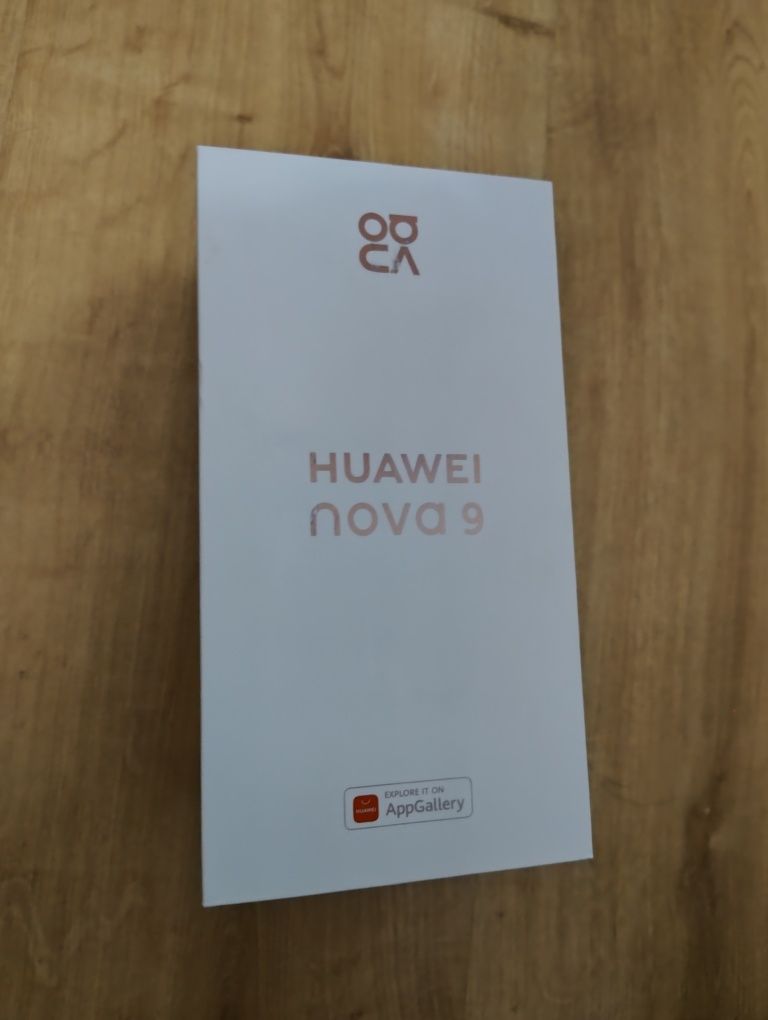 HUAWEI
nova 9
EXPLORE IT ON
HUAWEI
AppGallery